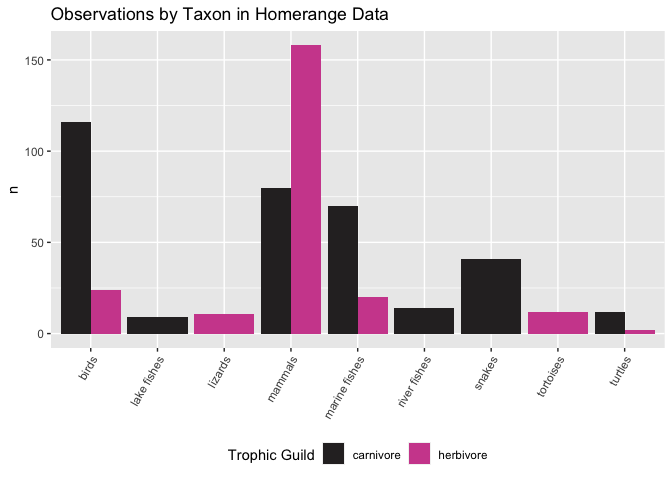 Observations by Taxon in Homerange Data
150
100
50
0
n
birds
lake fishes
lizards
mammals
marine fishes
river fishes
snakes
tortoises
turtles
Trophic Guild carnivore herbivore